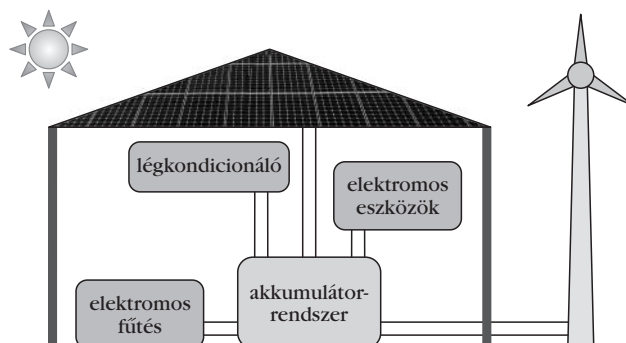 légkondicionáló
elektromos
eszközök
akkumulátor-
rendszer
elektromos
fűtés